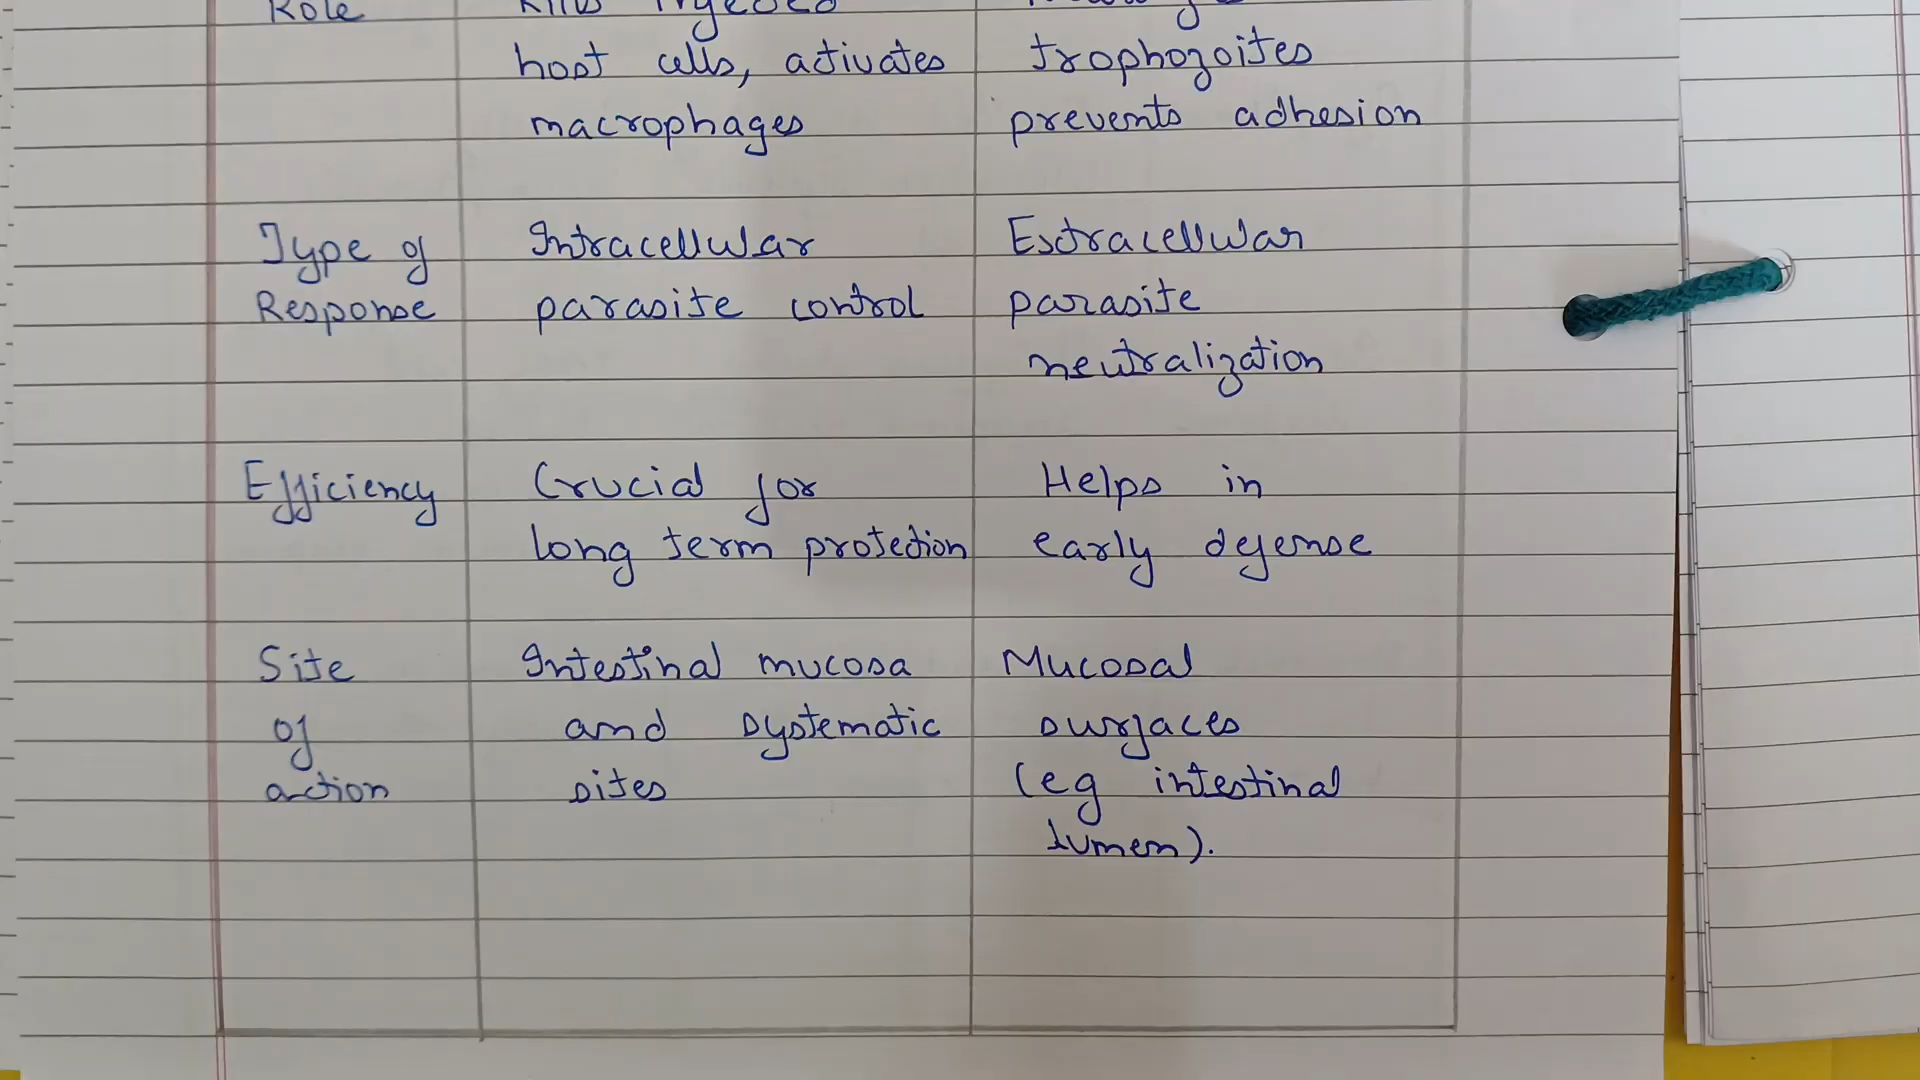 Role
host cells, activates
trophozoites
macrophages
prevents adhesion
Type of
Intracellular
Extracellular
Response
parasite control
parasite
neutralization
Efficiency
Crucial for
Helps in
long term protection
early defense
Site
Intestinal mucosa
Mucosal
of
and systematic
surfaces
action
sites
(eg intestinal
lumen).